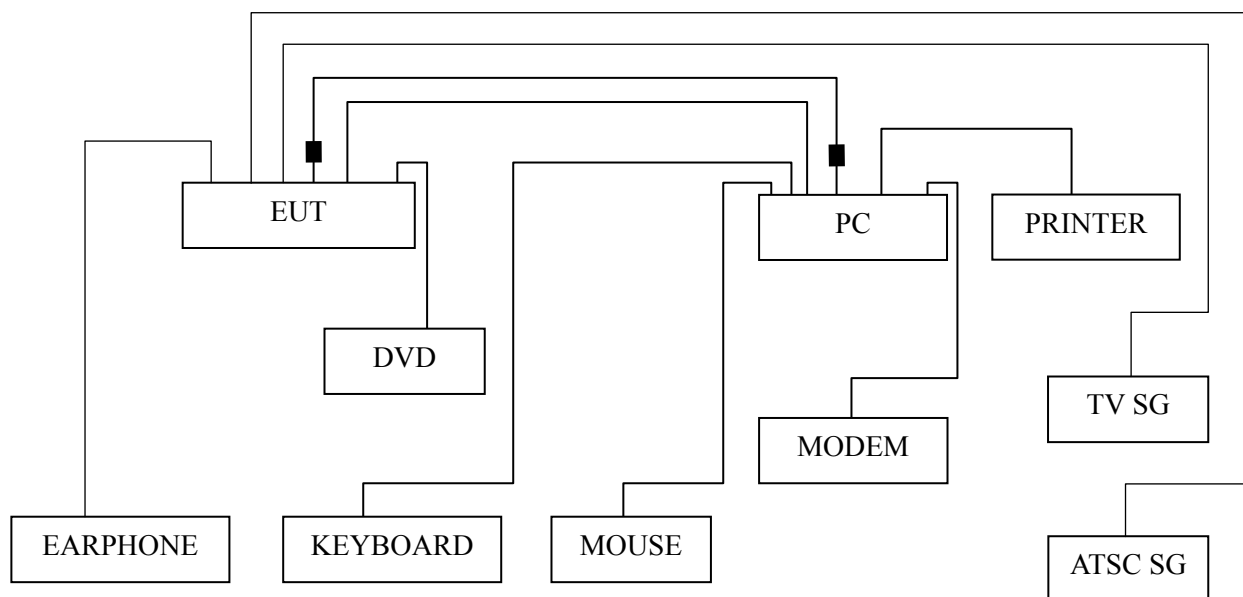 EUT
PC
PRINTER
DVD
TV SG
MODEM
EARPHONE
KEYBOARD
MOUSE
ATSC SG